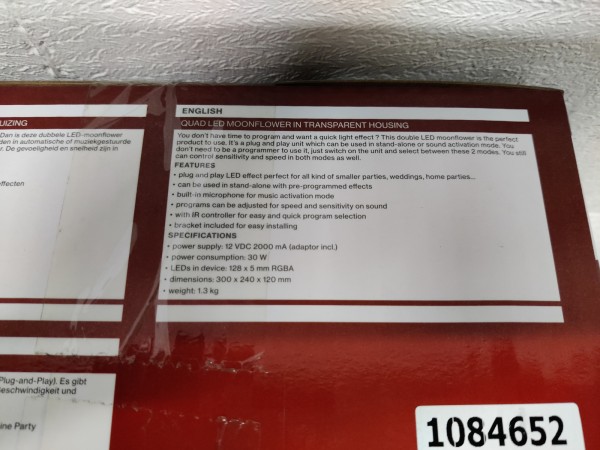 UIZING
Dan is deze dubbele LED-moonflower
den in automatische of muziekgestuurde
r. De gevoeligheid en snelheid zijn in
effecten
ENGLISH
QUAD LED MOONFLOWER IN TRANSPARENT HOUSING
You don't have time to program and want a quick light effect ? This double LED moonflower is the perfect
product to use. It's a plug and play unit which can be used in stand-alone or sound activation mode. You
don't need to be a programmer to use it, just switch on the unit and select between these 2 modes. You still
can control sensitivity and speed in both modes as well.
FEATURES
• plug and play LED effect perfect for all kind of smaller parties, weddings, home parties...
• can be used in stand-alone with pre-programmed effects
• built-in microphone for music activation mode
• programs can be adjusted for speed and sensitivity on sound
• with IR controller for easy and quick program selection
• bracket included for easy installing
SPECIFICATIONS
• power supply: 12 VDC 2000 mA (adaptor incl.)
• power consumption: 30 W
• LEDs in device: 128 x 5 mm RGBA
• dimensions: 300 x 240 x 120 mm
• weight: 1.3 kg
Plug-and-Play). Es gibt
eschwindigkeit und
ine Party
1084652